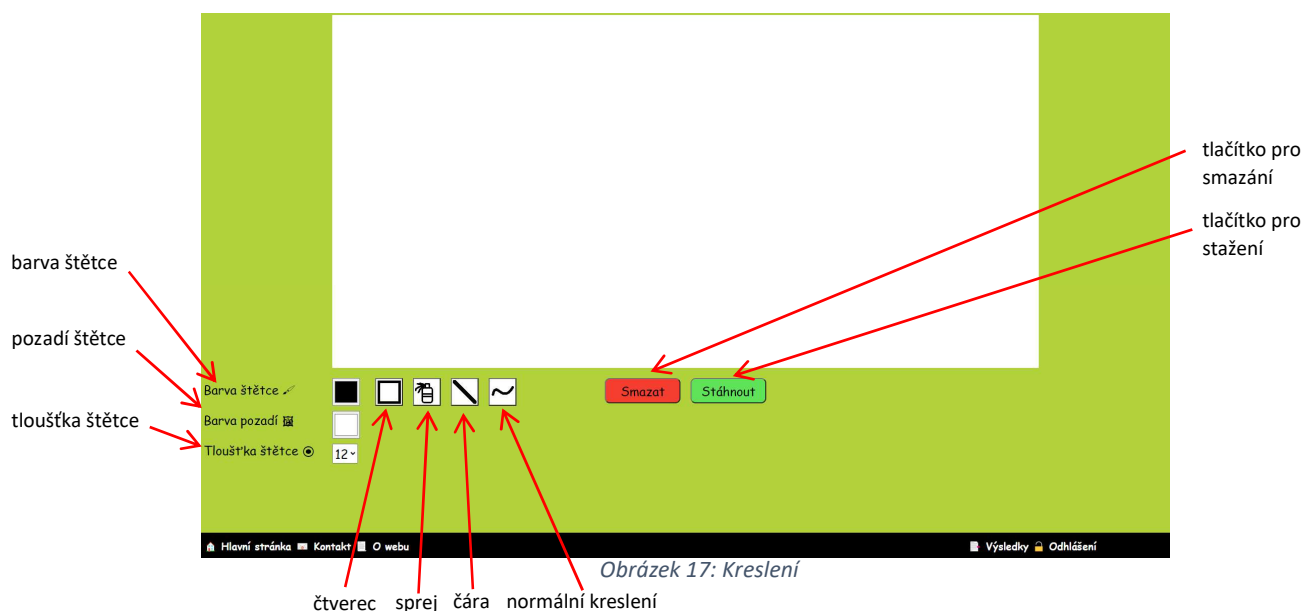 tlačítko pro
smazání
tlačítko pro
stažení
barva štětce
pozadí štětce
tloušťka štětce
Barva štětce
Smazat
Stáhnout
Barva pozadí
Tloušťka štětce
12
Hlavní stránka Kontakt O webu
Výsledky Odhlášení
Obrázek 17: Kreslení
čtverec sprej čára normální kreslení